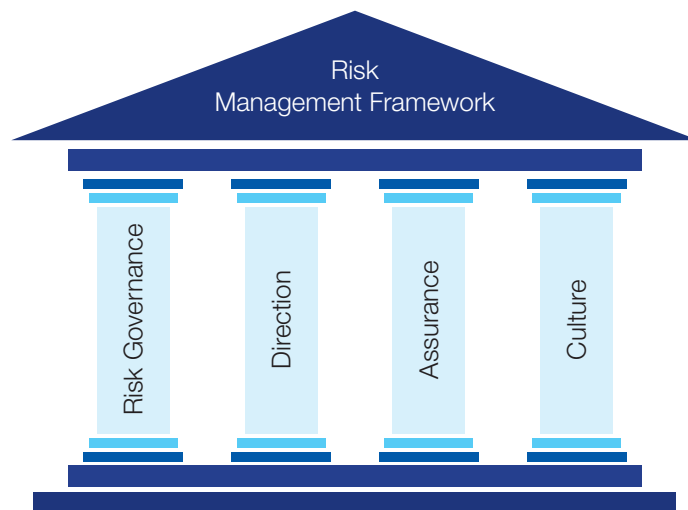 Risk
Management Framework
Risk Governance
Direction
Assurance
Culture